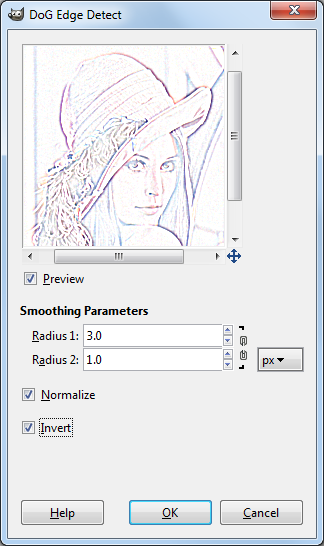 DoG Edge Detect
Preview
Smoothing Parameters
Radius 1: 3.0
Radius 2: 1.0
px
Normalize
Invert
Help OK Cancel